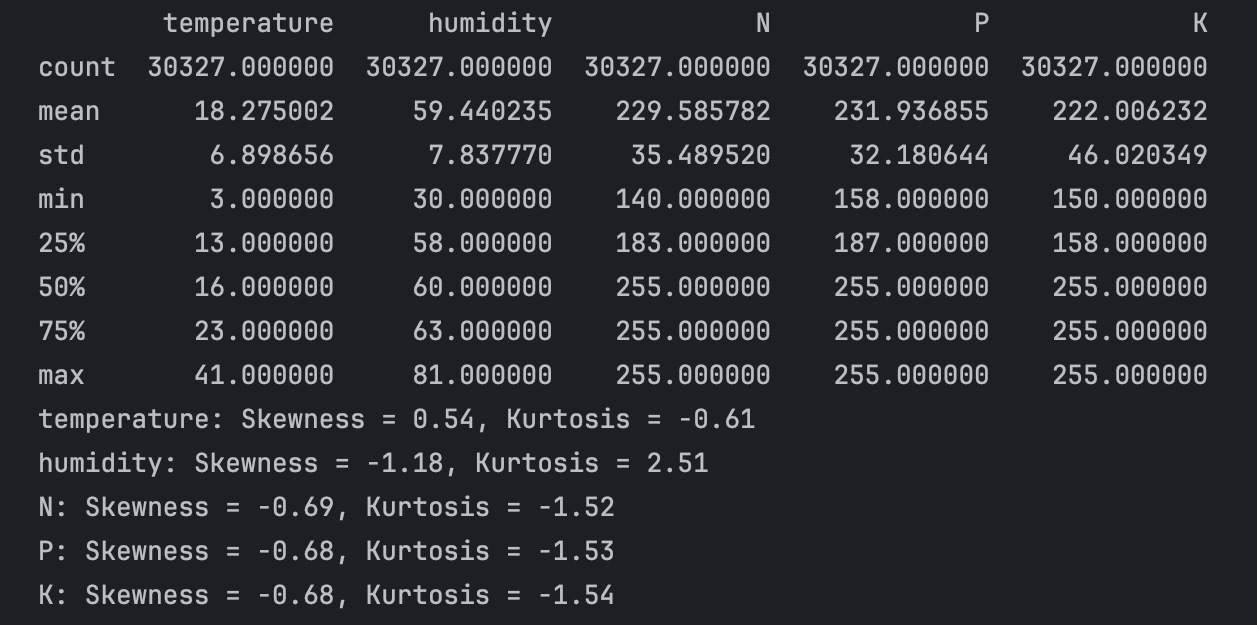 temperature humidity N P K
count 30327.000000 30327.000000 30327.000000 30327.000000 30327.000000
mean 18.275002 59.440235 229.585782 231.936855 222.006232
std 6.898656 7.837770 35.489520 32.180644 46.020349
min 3.000000 30.000000 140.000000 158.000000 150.000000
25% 13.000000 58.000000 183.000000 187.000000 158.000000
50% 16.000000 60.000000 255.000000 255.000000 255.000000
75% 23.000000 63.000000 255.000000 255.000000 255.000000
max 41.000000 81.000000 255.000000 255.000000 255.000000
temperature: Skewness = 0.54, Kurtosis = -0.61
humidity: Skewness = -1.18, Kurtosis = 2.51
N: Skewness = -0.69, Kurtosis = -1.52
P: Skewness = -0.68, Kurtosis = -1.53
K: Skewness = -0.68, Kurtosis = -1.54